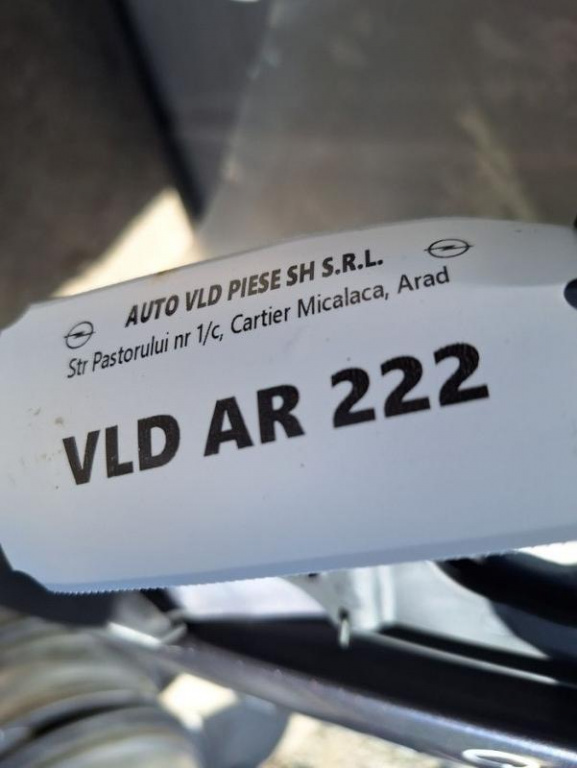 AUTO VLD PIESE SH S.R.L.
Str Pastorului nr 1/c, Cartier Micalaca, Arad
VLD AR 222